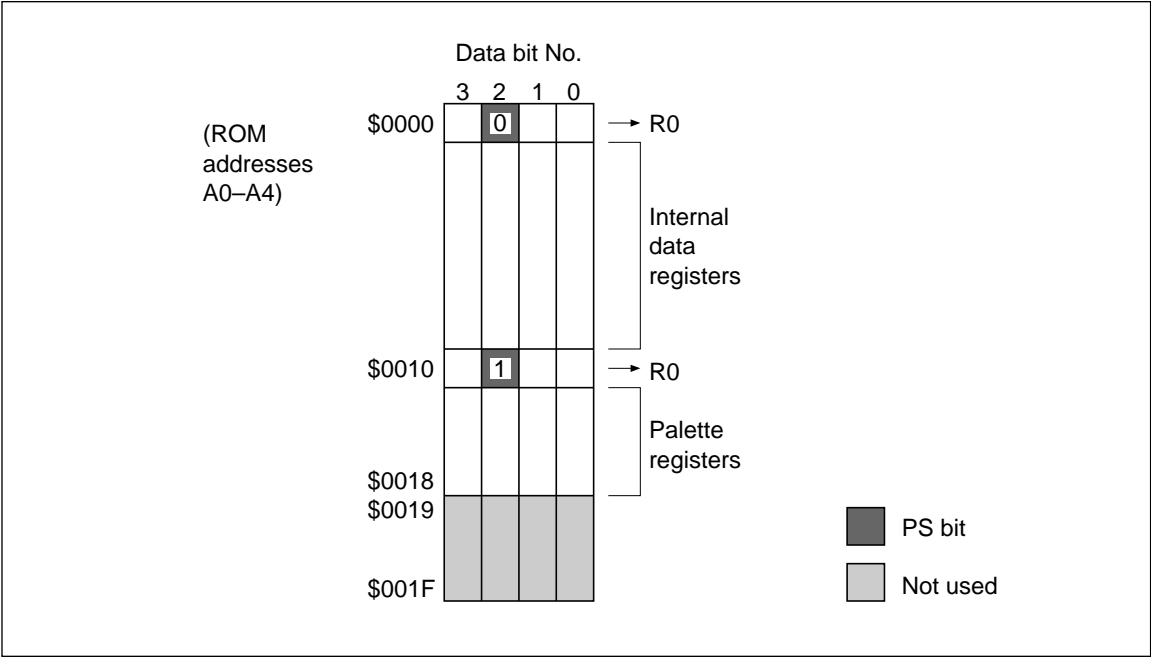 Data bit No.
3 2 1 0
$0000 0 R0
(ROM
addresses
A0–A4)
Internal
data
registers
$0010 1 R0
Palette
registers
$0018
$0019
$001F
PS bit
Not used